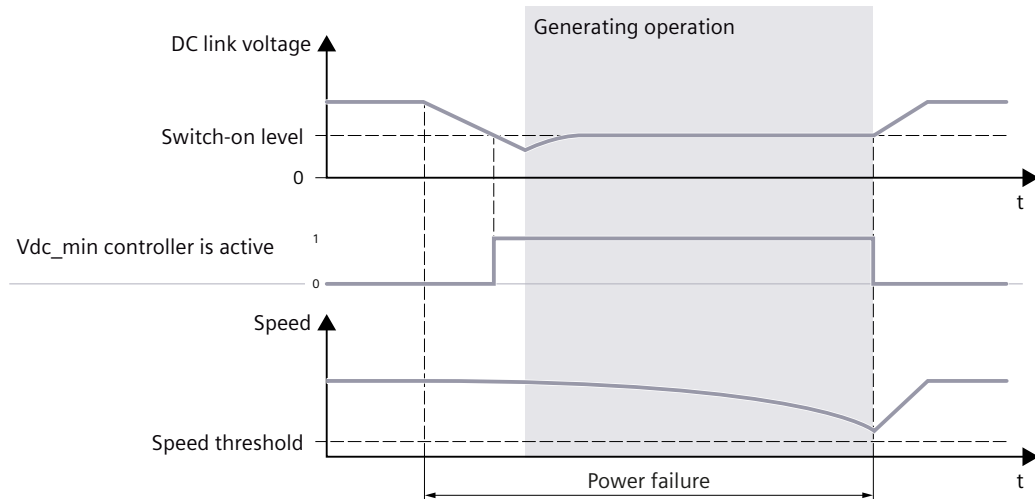 Generating operation
DC link voltage
Switch-on level
0
t
Vdc_min controller is active
1
0
Speed
Speed threshold
t
Power failure